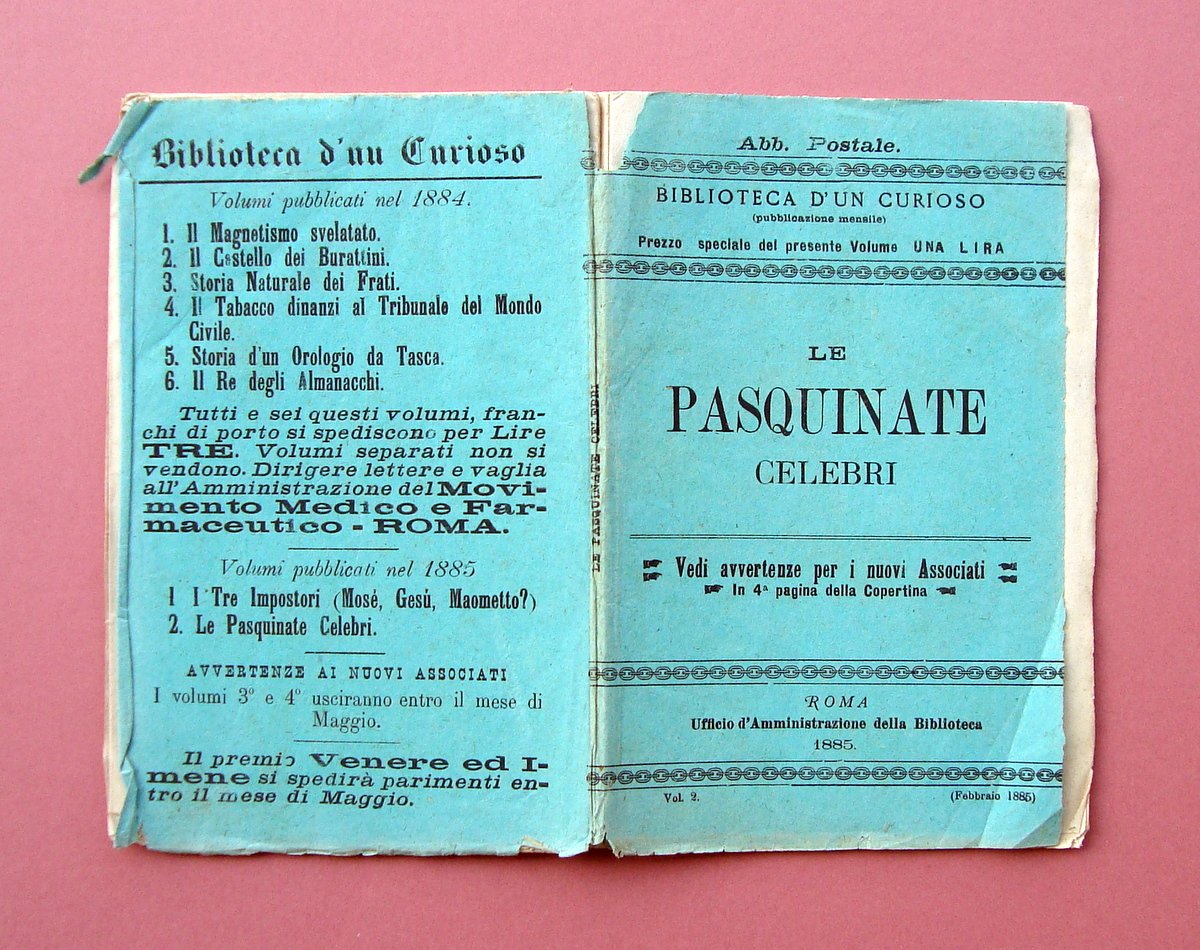 Biblioteca d'un Curioso
Volumi pubblicati nel 1884.
1. Il Magnetismo svelatato.
2. Il Castello dei Burattini.
3. Storia Naturale dei Frati.
4. Il Tabacco dinanzi al Tribunale del Mondo
Civile.
5. Storia d'un Orologio da Tasca.
6. Il Re degli Almanacchi.
Tutti e sei questi volumi, fran-
chi di porto si spediscono per Lire
TRE. Volumi separati non si
vendono. Dirigere lettere e vaglia
all'Amministrazione del Movi-
mento Medico e Far-
maceutico - ROMA.
Volumi pubblicati nel 1885
1 I Tre Impostori (Mosé, Gesù, Maometto?)
2. Le Pasquinate Celebri.
AVVERTENZE AI NUOVI ASSOCIATI
I volumi 3º e 4º usciranno entro il mese di
Maggio.
Il premio Venere ed I-
mene si spedirà parimenti en-
tro il mese di Maggio.
LE PASQUINATE CELEBRI
Abb. Postale.
BIBLIOTECA D'UN CURIOSO
(pubblicazione mensile)
Prezzo speciale del presente Volume UNA LIRA
LE
PASQUINATE
CELEBRI
Vedi avvertenze per i nuovi Associati
In 4ª pagina della Copertina
ROMA
Ufficio d'Amministrazione della Biblioteca
1885.
Vol. 2. (Febbraio 1885)